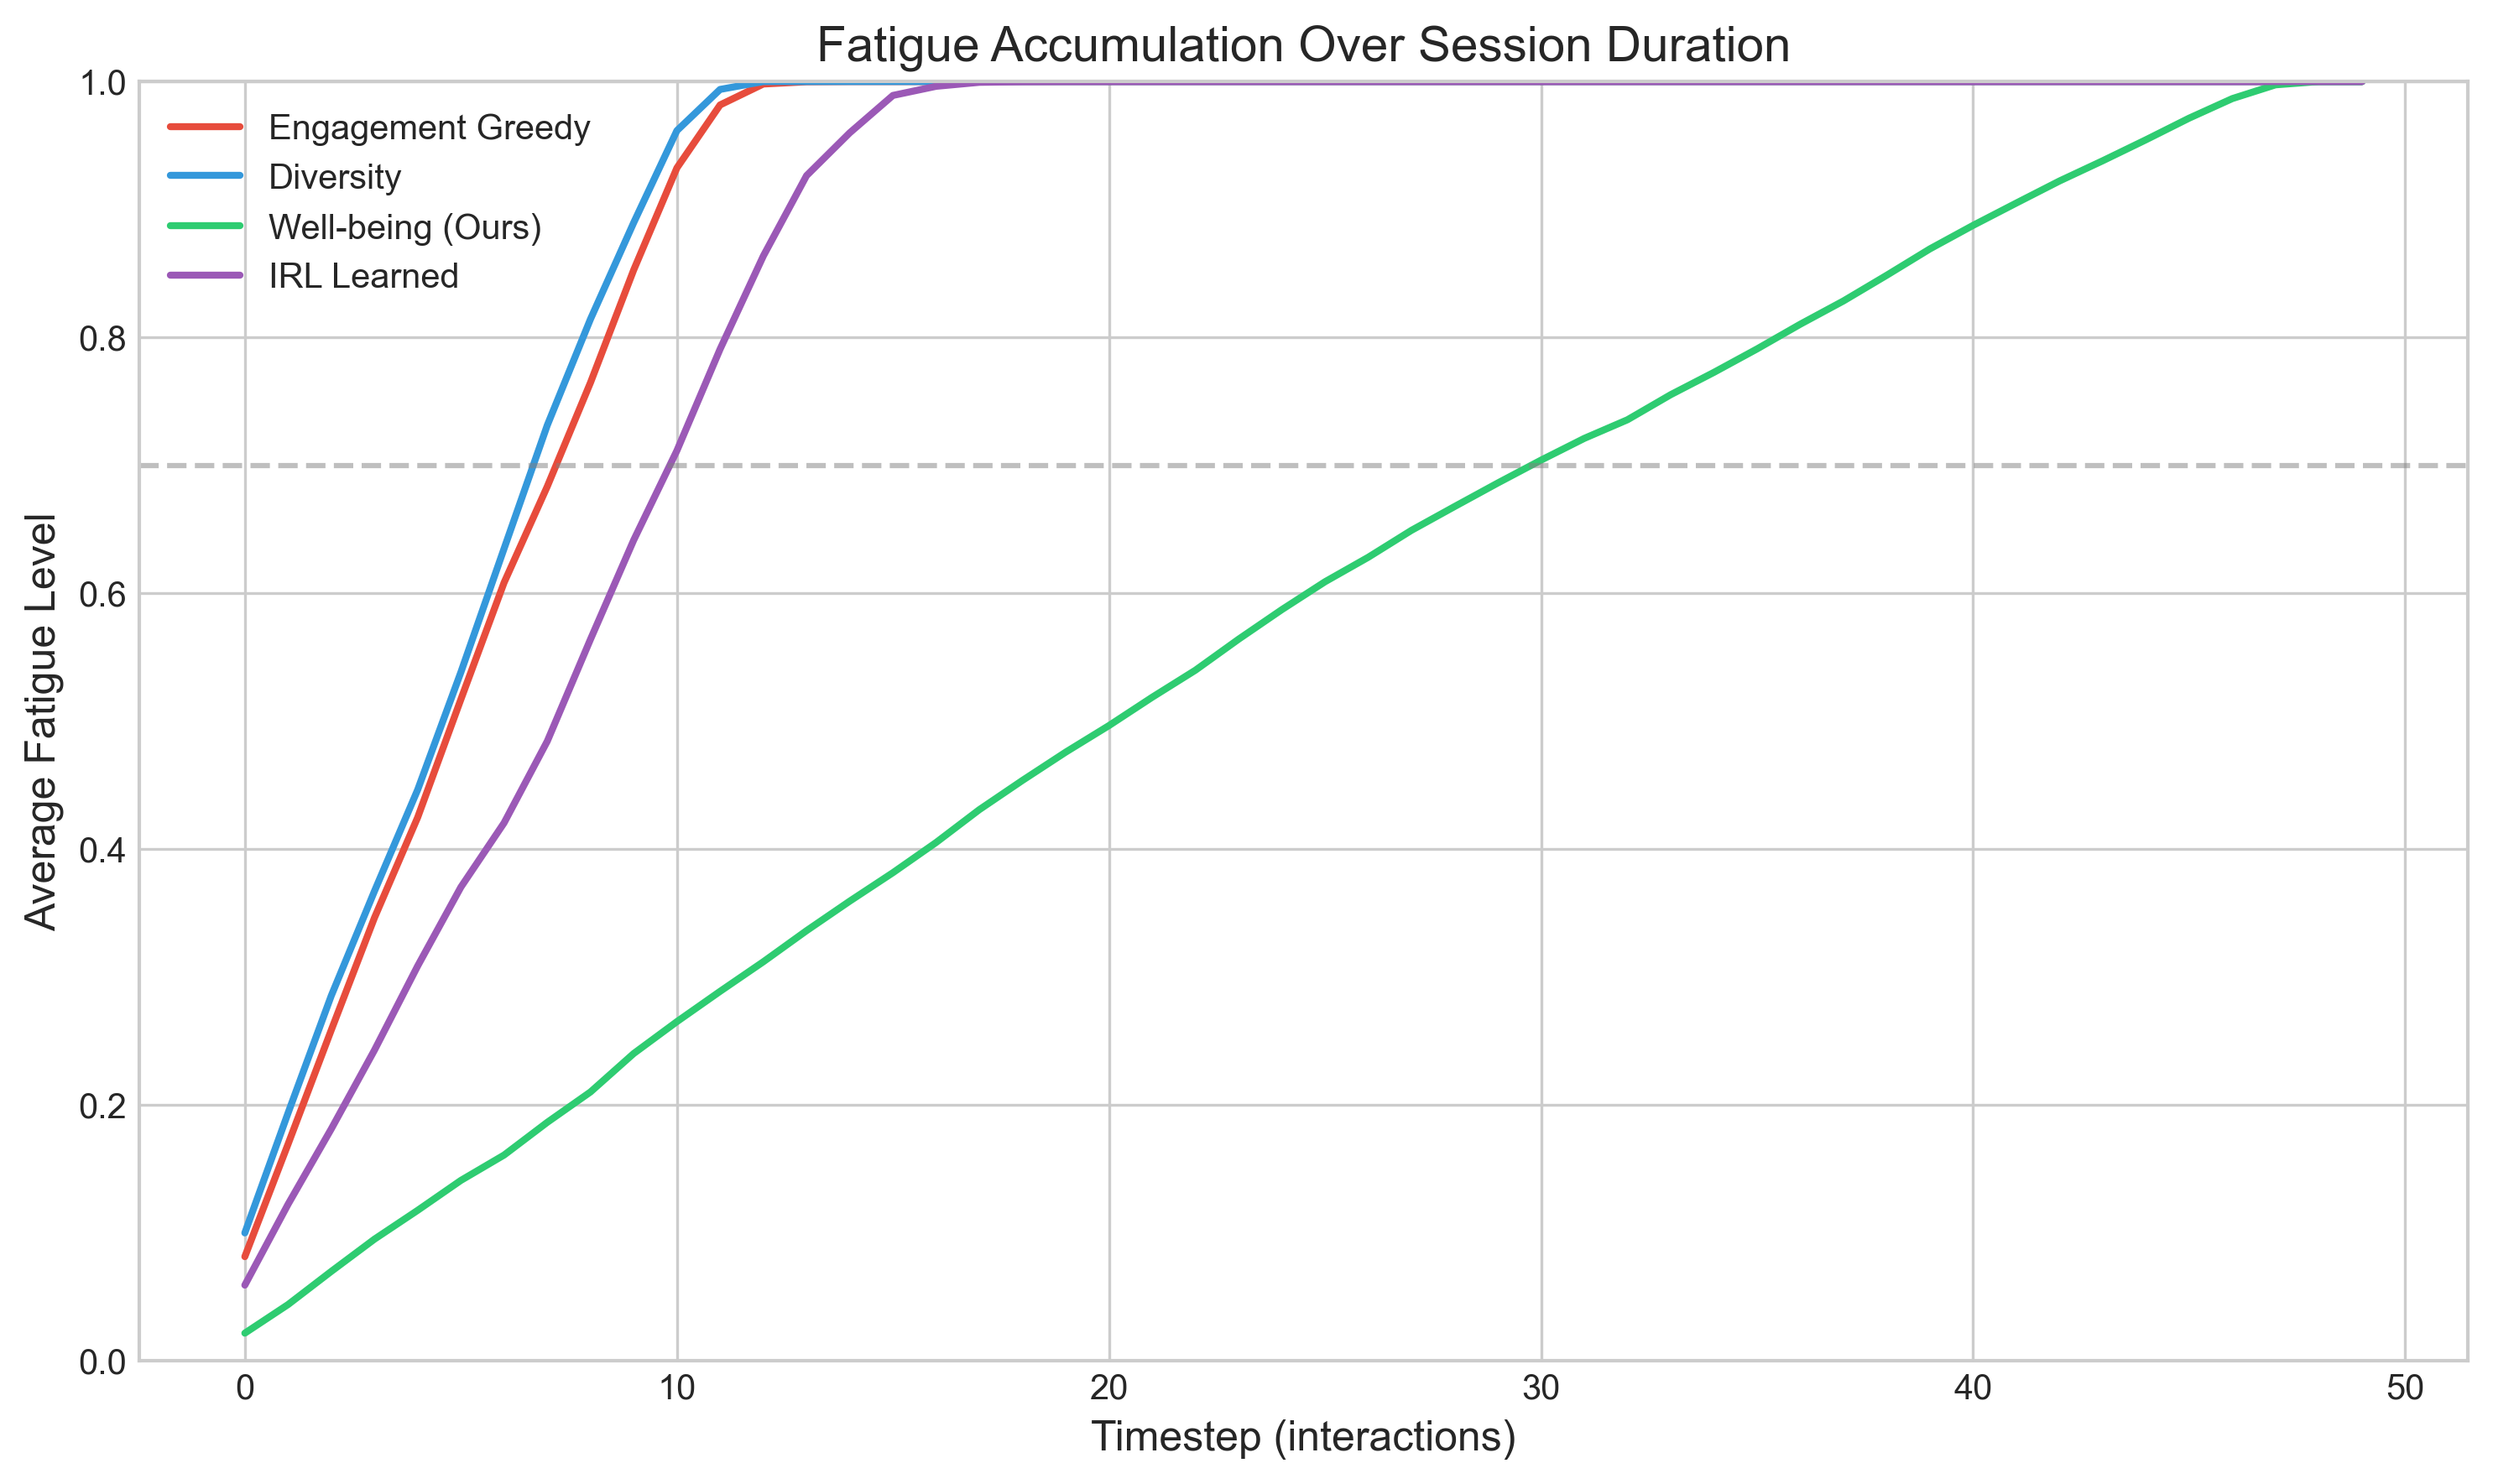 Fatigue Accumulation Over Session Duration
1.0
0.8
0.6
0.4
0.2
0.0
Average Fatigue Level
Engagement Greedy
Diversity
Well-being (Ours)
IRL Learned
0 10 20 30 40 50
Timestep (interactions)